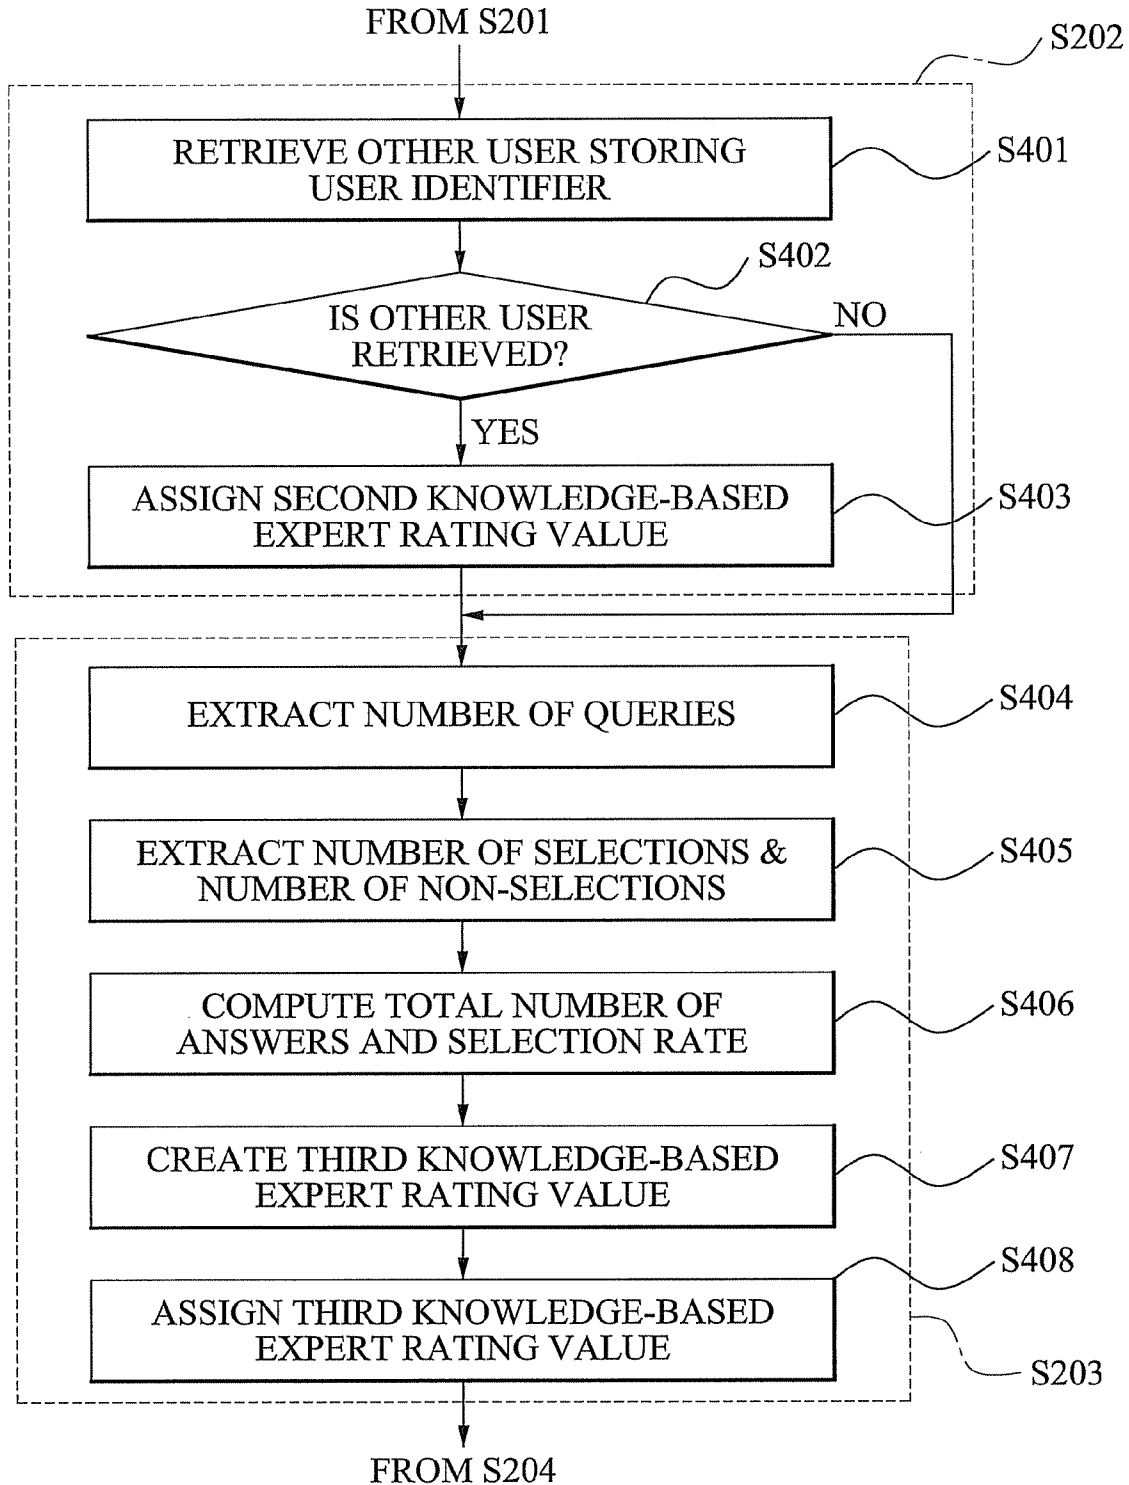 FROM S201
S202
RETRIEVE OTHER USER STORING
USER IDENTIFIER
S401
S402
IS OTHER USER
RETRIEVED?
NO
YES
ASSIGN SECOND KNOWLEDGE-BASED
EXPERT RATING VALUE
S403
EXTRACT NUMBER OF QUERIES
S404
EXTRACT NUMBER OF SELECTIONS &
NUMBER OF NON-SELECTIONS
S405
COMPUTE TOTAL NUMBER OF
ANSWERS AND SELECTION RATE
S406
CREATE THIRD KNOWLEDGE-BASED
EXPERT RATING VALUE
S407
S408
ASSIGN THIRD KNOWLEDGE-BASED
EXPERT RATING VALUE
S203
FROM S204